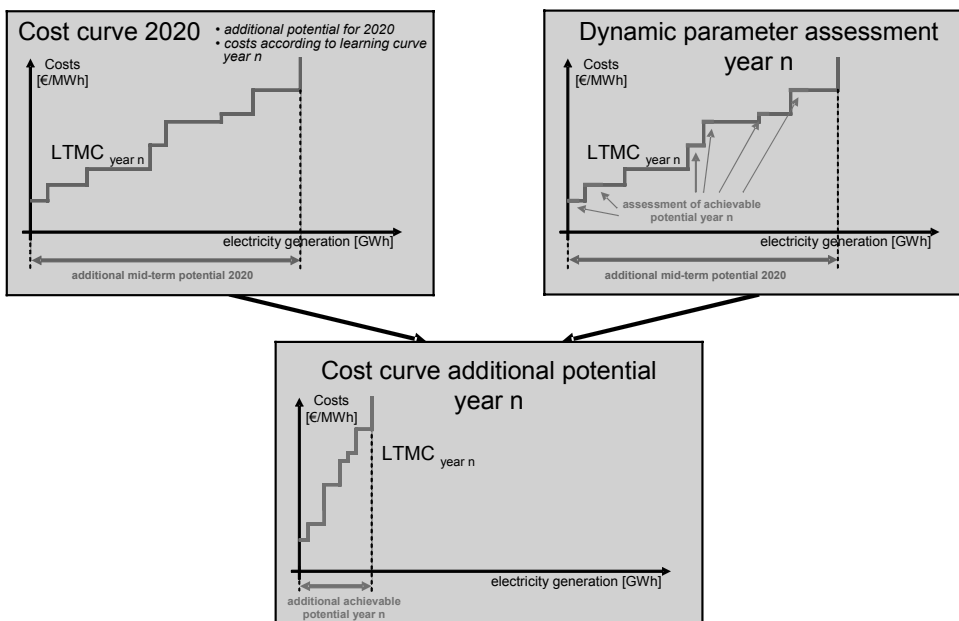 Cost curve 2020
• additional potential for 2020
• costs according to learning curve
year n
Costs
[€/MWh]
LTMC year n
electricity generation [GWh]
additional mid-term potential 2020
Dynamic parameter assessment
year n
Costs
[€/MWh]
LTMC year n
assessment of achievable
potential year n
electricity generation [GWh]
additional mid-term potential 2020
Cost curve additional potential
year n
Costs
[€/MWh]
LTMC year n
electricity generation [GWh]
additional achievable
potential year n